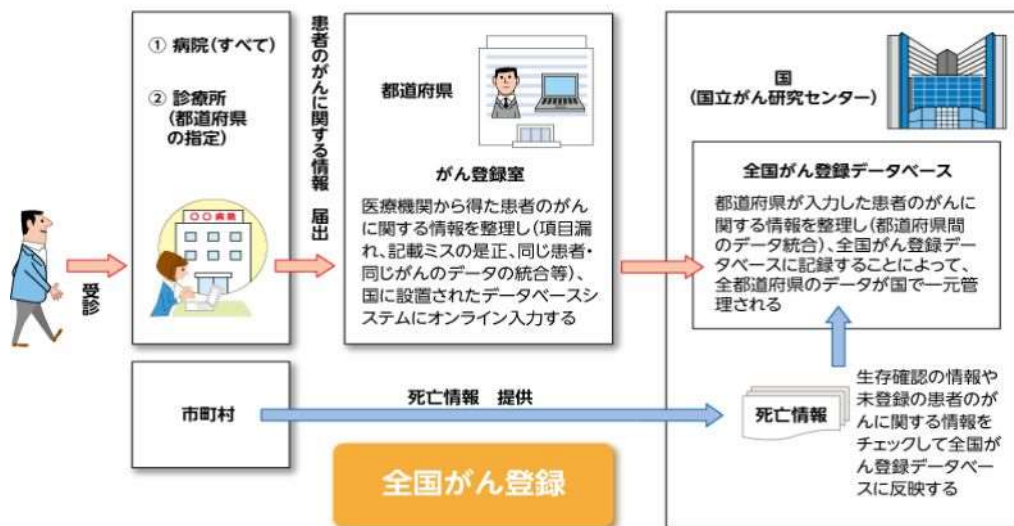 ① 病院(すべて)
② 診療所
(都道府県
の指定)
〇〇病院
受診
患者のがんに関する情報 届出
都道府県
がん登録室
医療機関から得た患者のがん
に関する情報を整理し(項目漏
れ、記載ミスの是正、同じ患者・
同じがんのデータの統合等)、
国に設置されたデータベースシ
ステムにオンライン入力する
国
(国立がん研究センター)
全国がん登録データベース
都道府県が入力した患者のがんに
関する情報を整理し(都道府県間
のデータ統合)、全国がん登録デー
タベースに記録することによって、
全都道府県のデータが国で一元管
理される
市町村
死亡情報 提供
死亡情報
生存確認の情報や
未登録の患者のが
んに関する情報を
チェックして全国が
ん登録データベー
スに反映する
全国がん登録